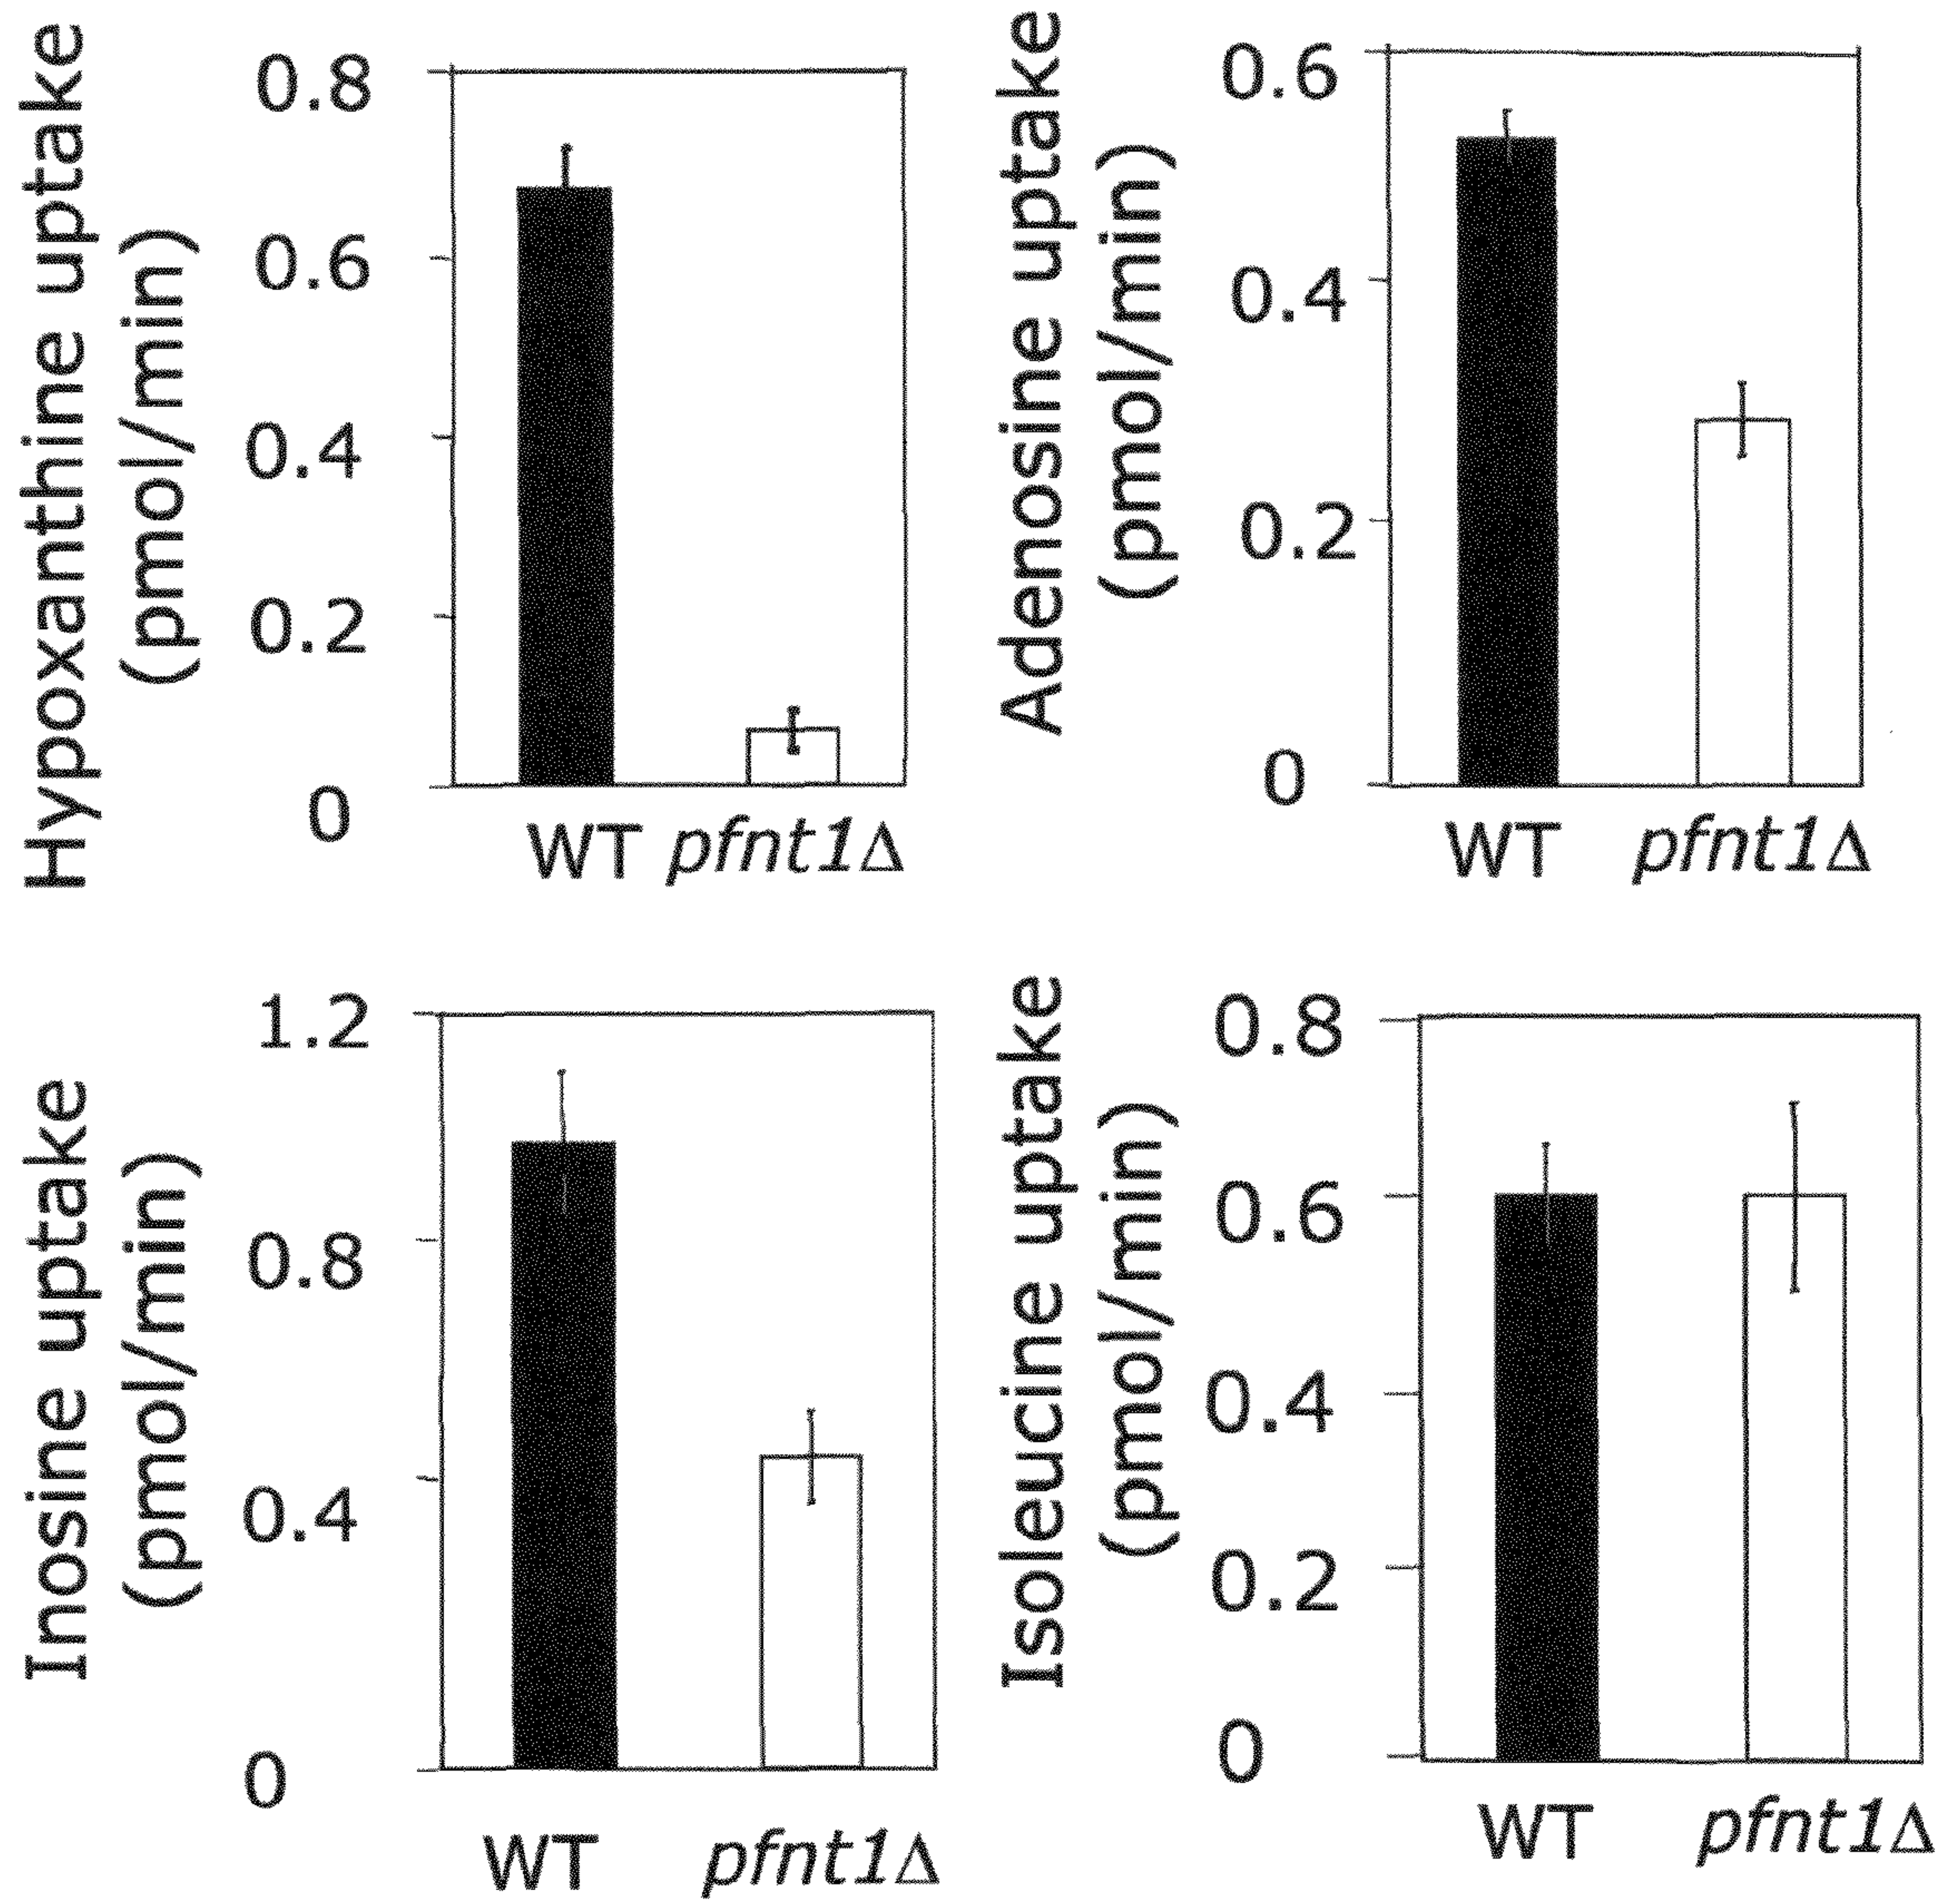 Hypoxanthine uptake
(pmol/min)
0.8
0.6
0.4
0.2
0
WT pfnt1Δ
Adenosine uptake
(pmol/min)
0.6
0.4
0.2
0
WT pfnt1Δ
Inosine uptake
(pmol/min)
1.2
0.8
0.4
0
WT pfnt1Δ
Isoleucine uptake
(pmol/min)
0.8
0.6
0.4
0.2
0
WT pfnt1Δ